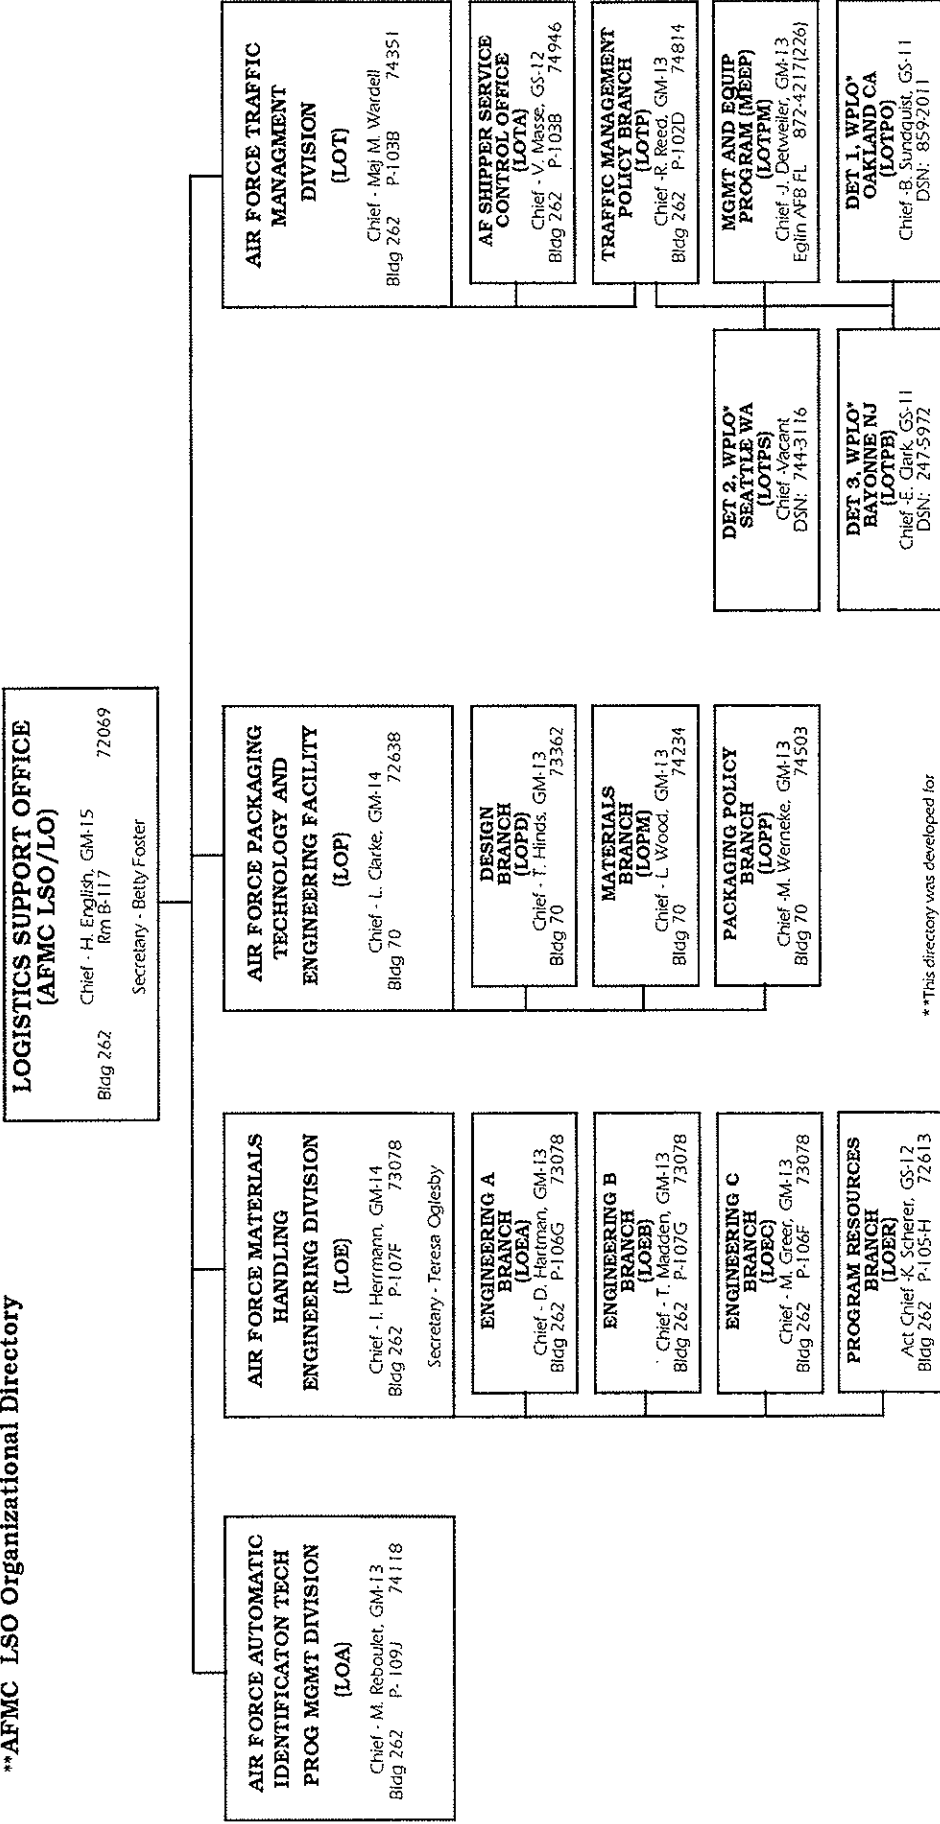 **AFMC LSO Organizational Directory
LOGISTICS SUPPORT OFFICE
(AFMC LSO/LO)
Chief - H. English, GM-15
Bldg 262 Rm B-117 72069
Secretary - Betty Foster
AIR FORCE AUTOMATIC
IDENTIFICATON TECH
PROG MGMT DIVISION
(LOA)
Chief - M. Reboulet, GM-13
Bldg 262 P-109J 74118
AIR FORCE MATERIALS
HANDLING
ENGINEERING DIVISION
(LOE)
Chief - I. Herrmann, GM-14
Bldg 262 P-107F 73078
Secretary - Teresa Oglesby
ENGINEERING A
BRANCH
(LOEA)
Chief - D. Hartman, GM-13
Bldg 262 P-106G 73078
ENGINEERING B
BRANCH
(LOEB)
Chief - T. Madden, GM-13
Bldg 262 P-107G 73078
ENGINEERING C
BRANCH
(LOEC)
Chief - M. Greer, GM-13
Bldg 262 P-106F 73078
PROGRAM RESOURCES
BRANCH
(LOER)
Act Chief -K. Scherer, GS-12
Bldg 262 P-105-H 72613
AIR FORCE PACKAGING
TECHNOLOGY AND
ENGINEERING FACILITY
(LOP)
Chief - L. Clarke, GM-14
Bldg 70 72638
DESIGN
BRANCH
(LOPD)
Chief - T. Hinds, GM-13
Bldg 70 73362
MATERIALS
BRANCH
(LOPM)
Chief - L. Wood, GM-13
Bldg 70 74234
PACKAGING POLICY
BRANCH
(LOPP)
Chief -M. Werneke, GM-13
Bldg 70 74503
AIR FORCE TRAFFIC
MANAGMENT
DIVISION
(LOT)
Chief - Maj M. Wardell
Bldg 262 P-103B 74351
AF SHIPPER SERVICE
CONTROL OFFICE
(LOTA)
Chief - V. Masse, GS-12
Bldg 262 P-103B 74946
TRAFFIC MANAGEMENT
POLICY BRANCH
(LOTP)
Chief -R. Reed, GM-13
Bldg 262 P-102D 74814
DET 2, WPLO*
SEATTLE WA
(LOTPS)
Chief -Vacant
DSN: 744-3116
MGMT AND EQUIP
PROGRAM (MEEP)
(LOTPM)
Chief -J. Detweiler, GM-13
Eglin AFB FL 872-4217(226)
DET 3, WPLO*
BAYONNE NJ
(LOTPB)
Chief -E. Clark, GS-11
DSN: 247-5972
DET 1, WPLO*
OAKLAND CA
(LOTPO)
Chief -B. Sundquist, GS-11
DSN: 859-2011
**This directory was developed for